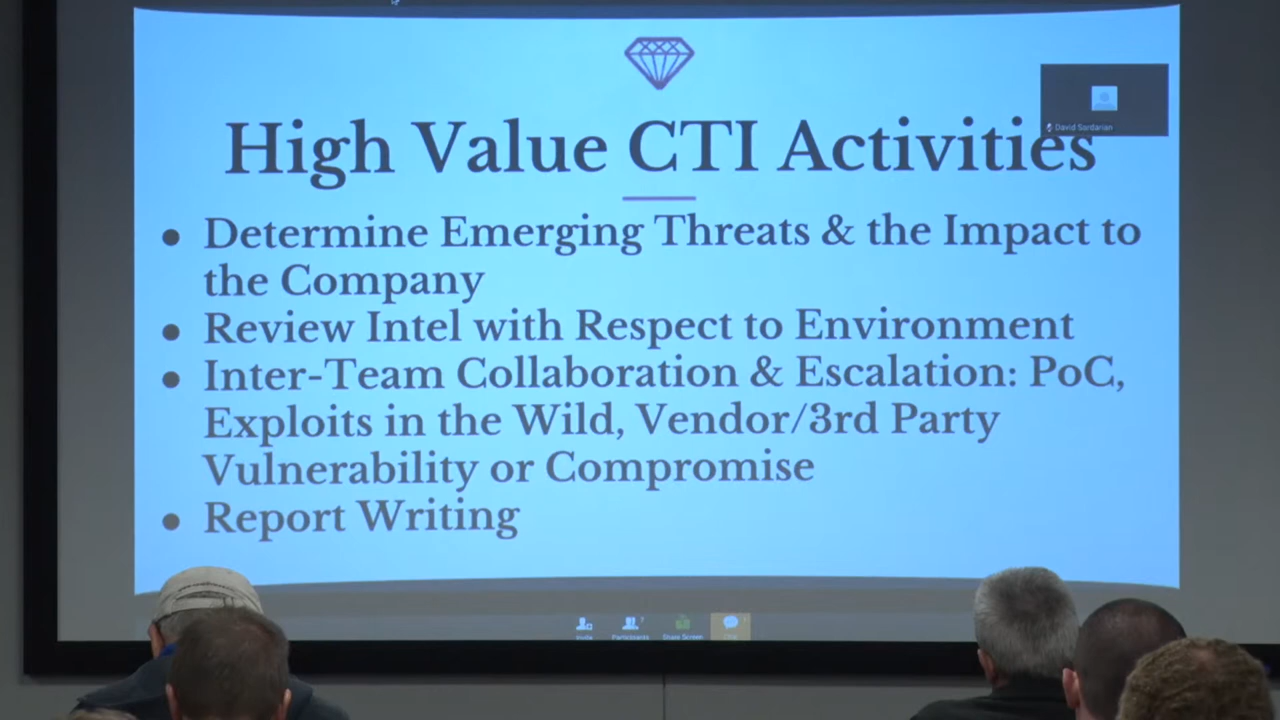 High Value CTI Activities
David Sordarian
● Determine Emerging Threats & the Impact to
the Company
● Review Intel with Respect to Environment
● Inter-Team Collaboration & Escalation: PoC,
Exploits in the Wild, Vendor/3rd Party
Vulnerability or Compromise
● Report Writing
Invite Participants Share Screen